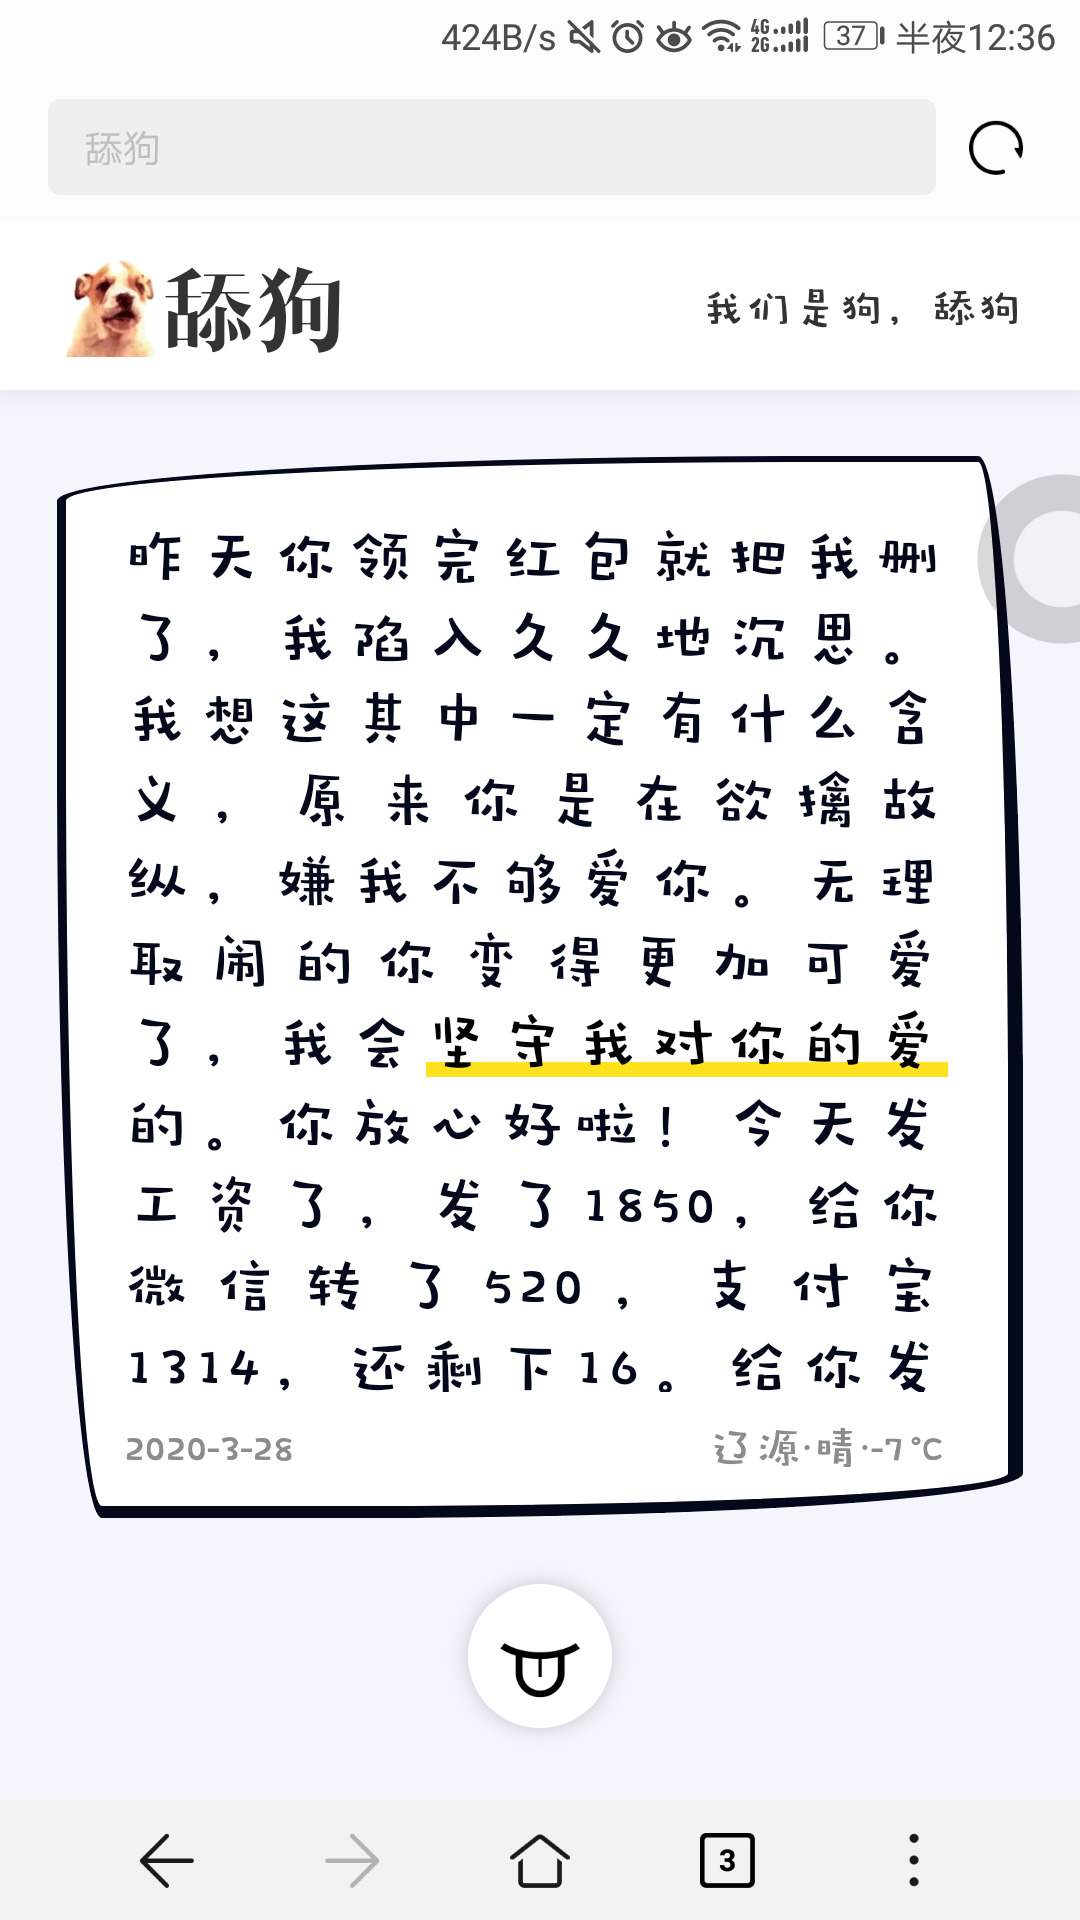 424B/s 4G 2G 37 半夜12:36
舔狗
舔狗
我们是狗，舔狗
昨天你领完红包就把我删
了，我陷入久久地沉思。
我想这其中一定有什么含
义，原来你是在欲擒故
纵，嫌我不够爱你。无理
取闹的你变得更加可爱
了，我会坚守我对你的爱
的。你放心好啦！今天发
工资了，发了1850，给你
微信转了520，支付宝
1314，还剩下16。给你发
2020-3-28
辽源·晴·-7℃
3